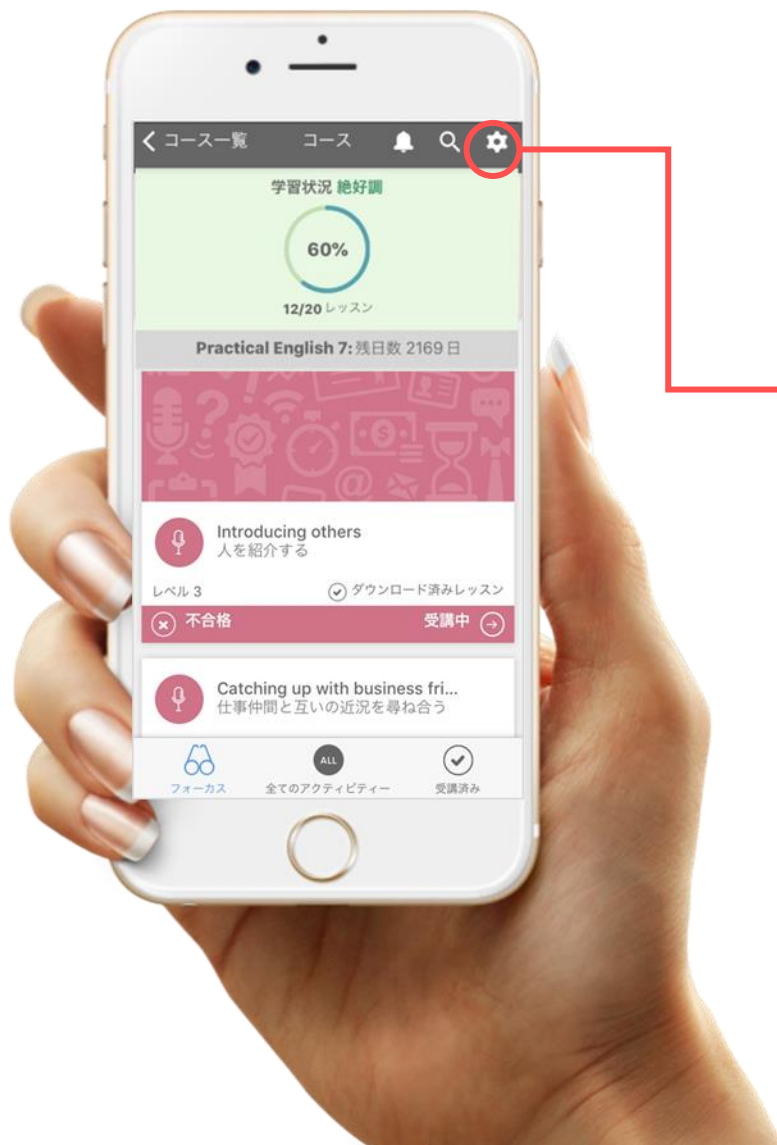 コース一覧 コース
学習状況 絶好調
60%
12/20 レッスン
Practical English 7: 残日数 2169 日
Introducing others
人を紹介する
レベル 3 ダウンロード済みレッスン
不合格 受講中
Catching up with business fri...
仕事仲間と互いの近況を尋ね合う
ALL
フォーカス 全てのアクティビティー 受講済み